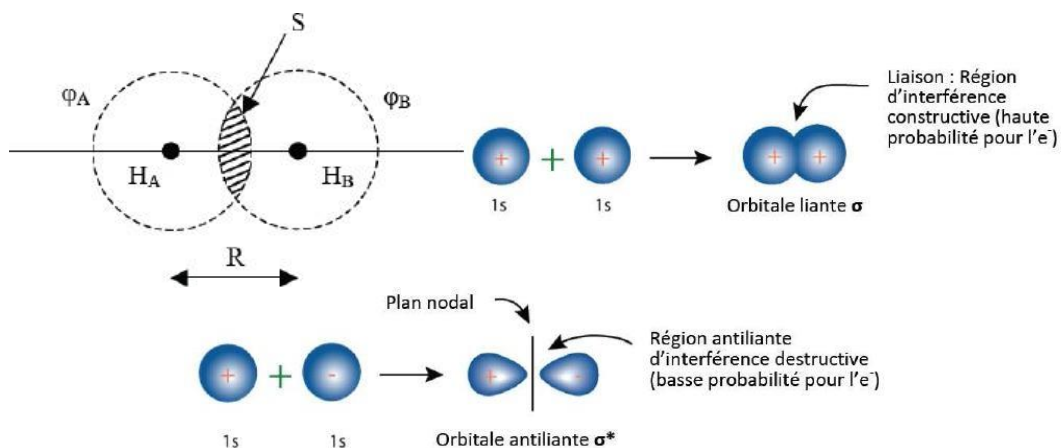 S
φA
φB
HA
HB
R
+
+
+
1s
1s
+ +
Orbitale liante σ
Liaison : Région
d'interférence
constructive (haute
probabilité pour l'e-)
Plan nodal
+
+
-
1s
1s
+ -
Orbitale antiliante σ*
Région antiliante
d'interférence destructive
(basse probabilité pour l'e-)